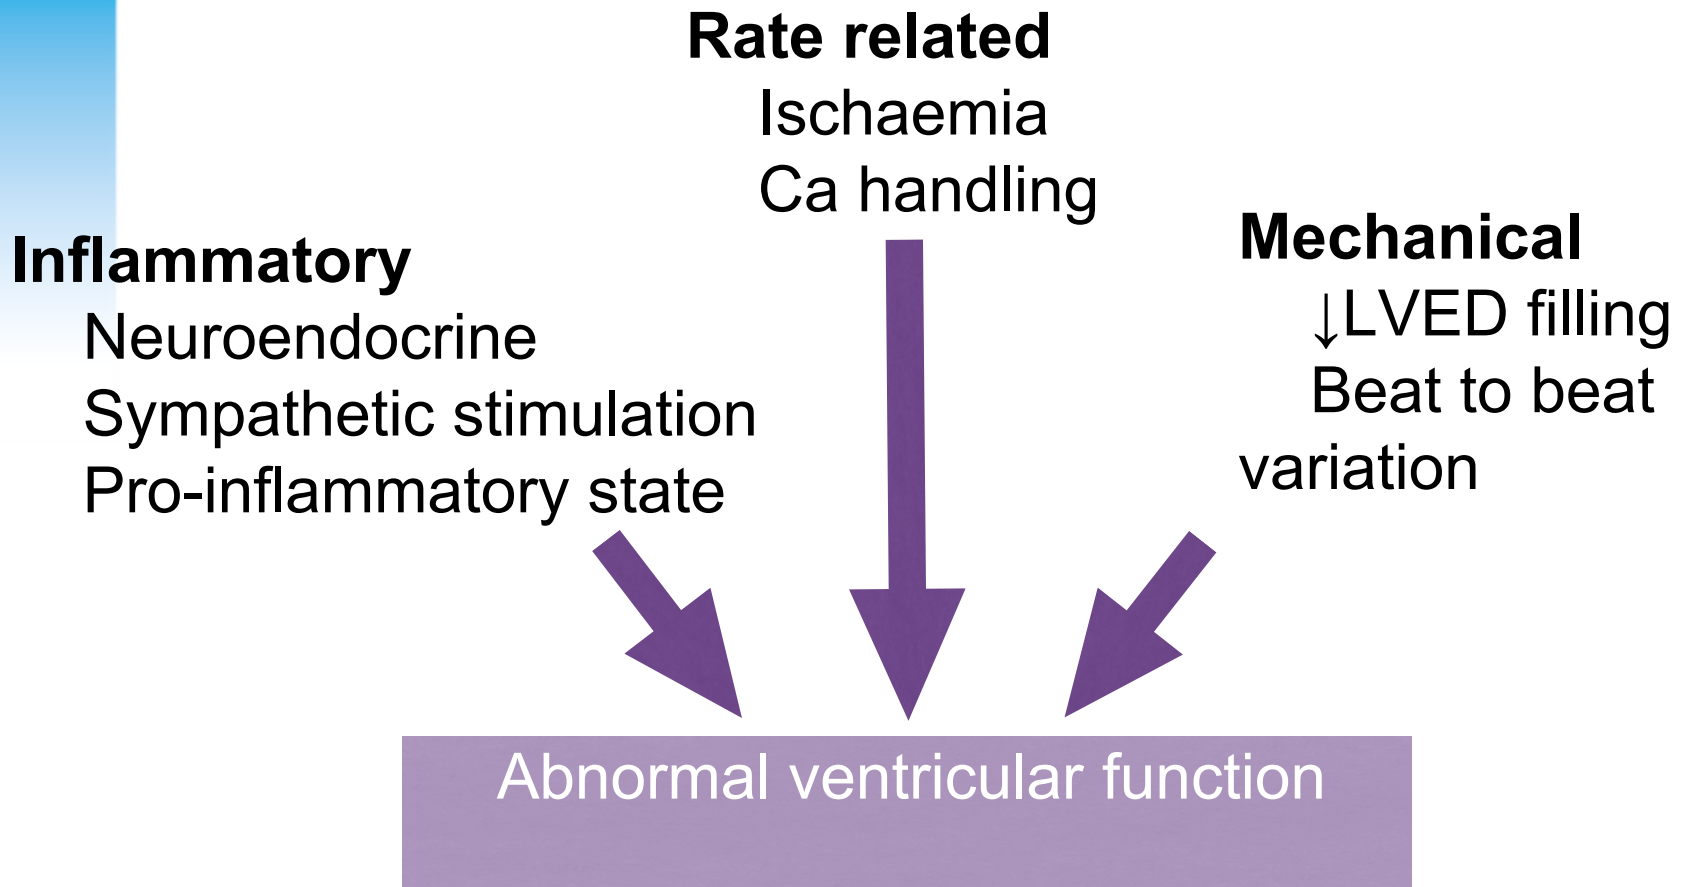 Rate related
Ischaemia
Ca handling
Inflammatory
Neuroendocrine
Sympathetic stimulation
Pro-inflammatory state
Mechanical
↓LVED filling
Beat to beat
variation
Abnormal ventricular function